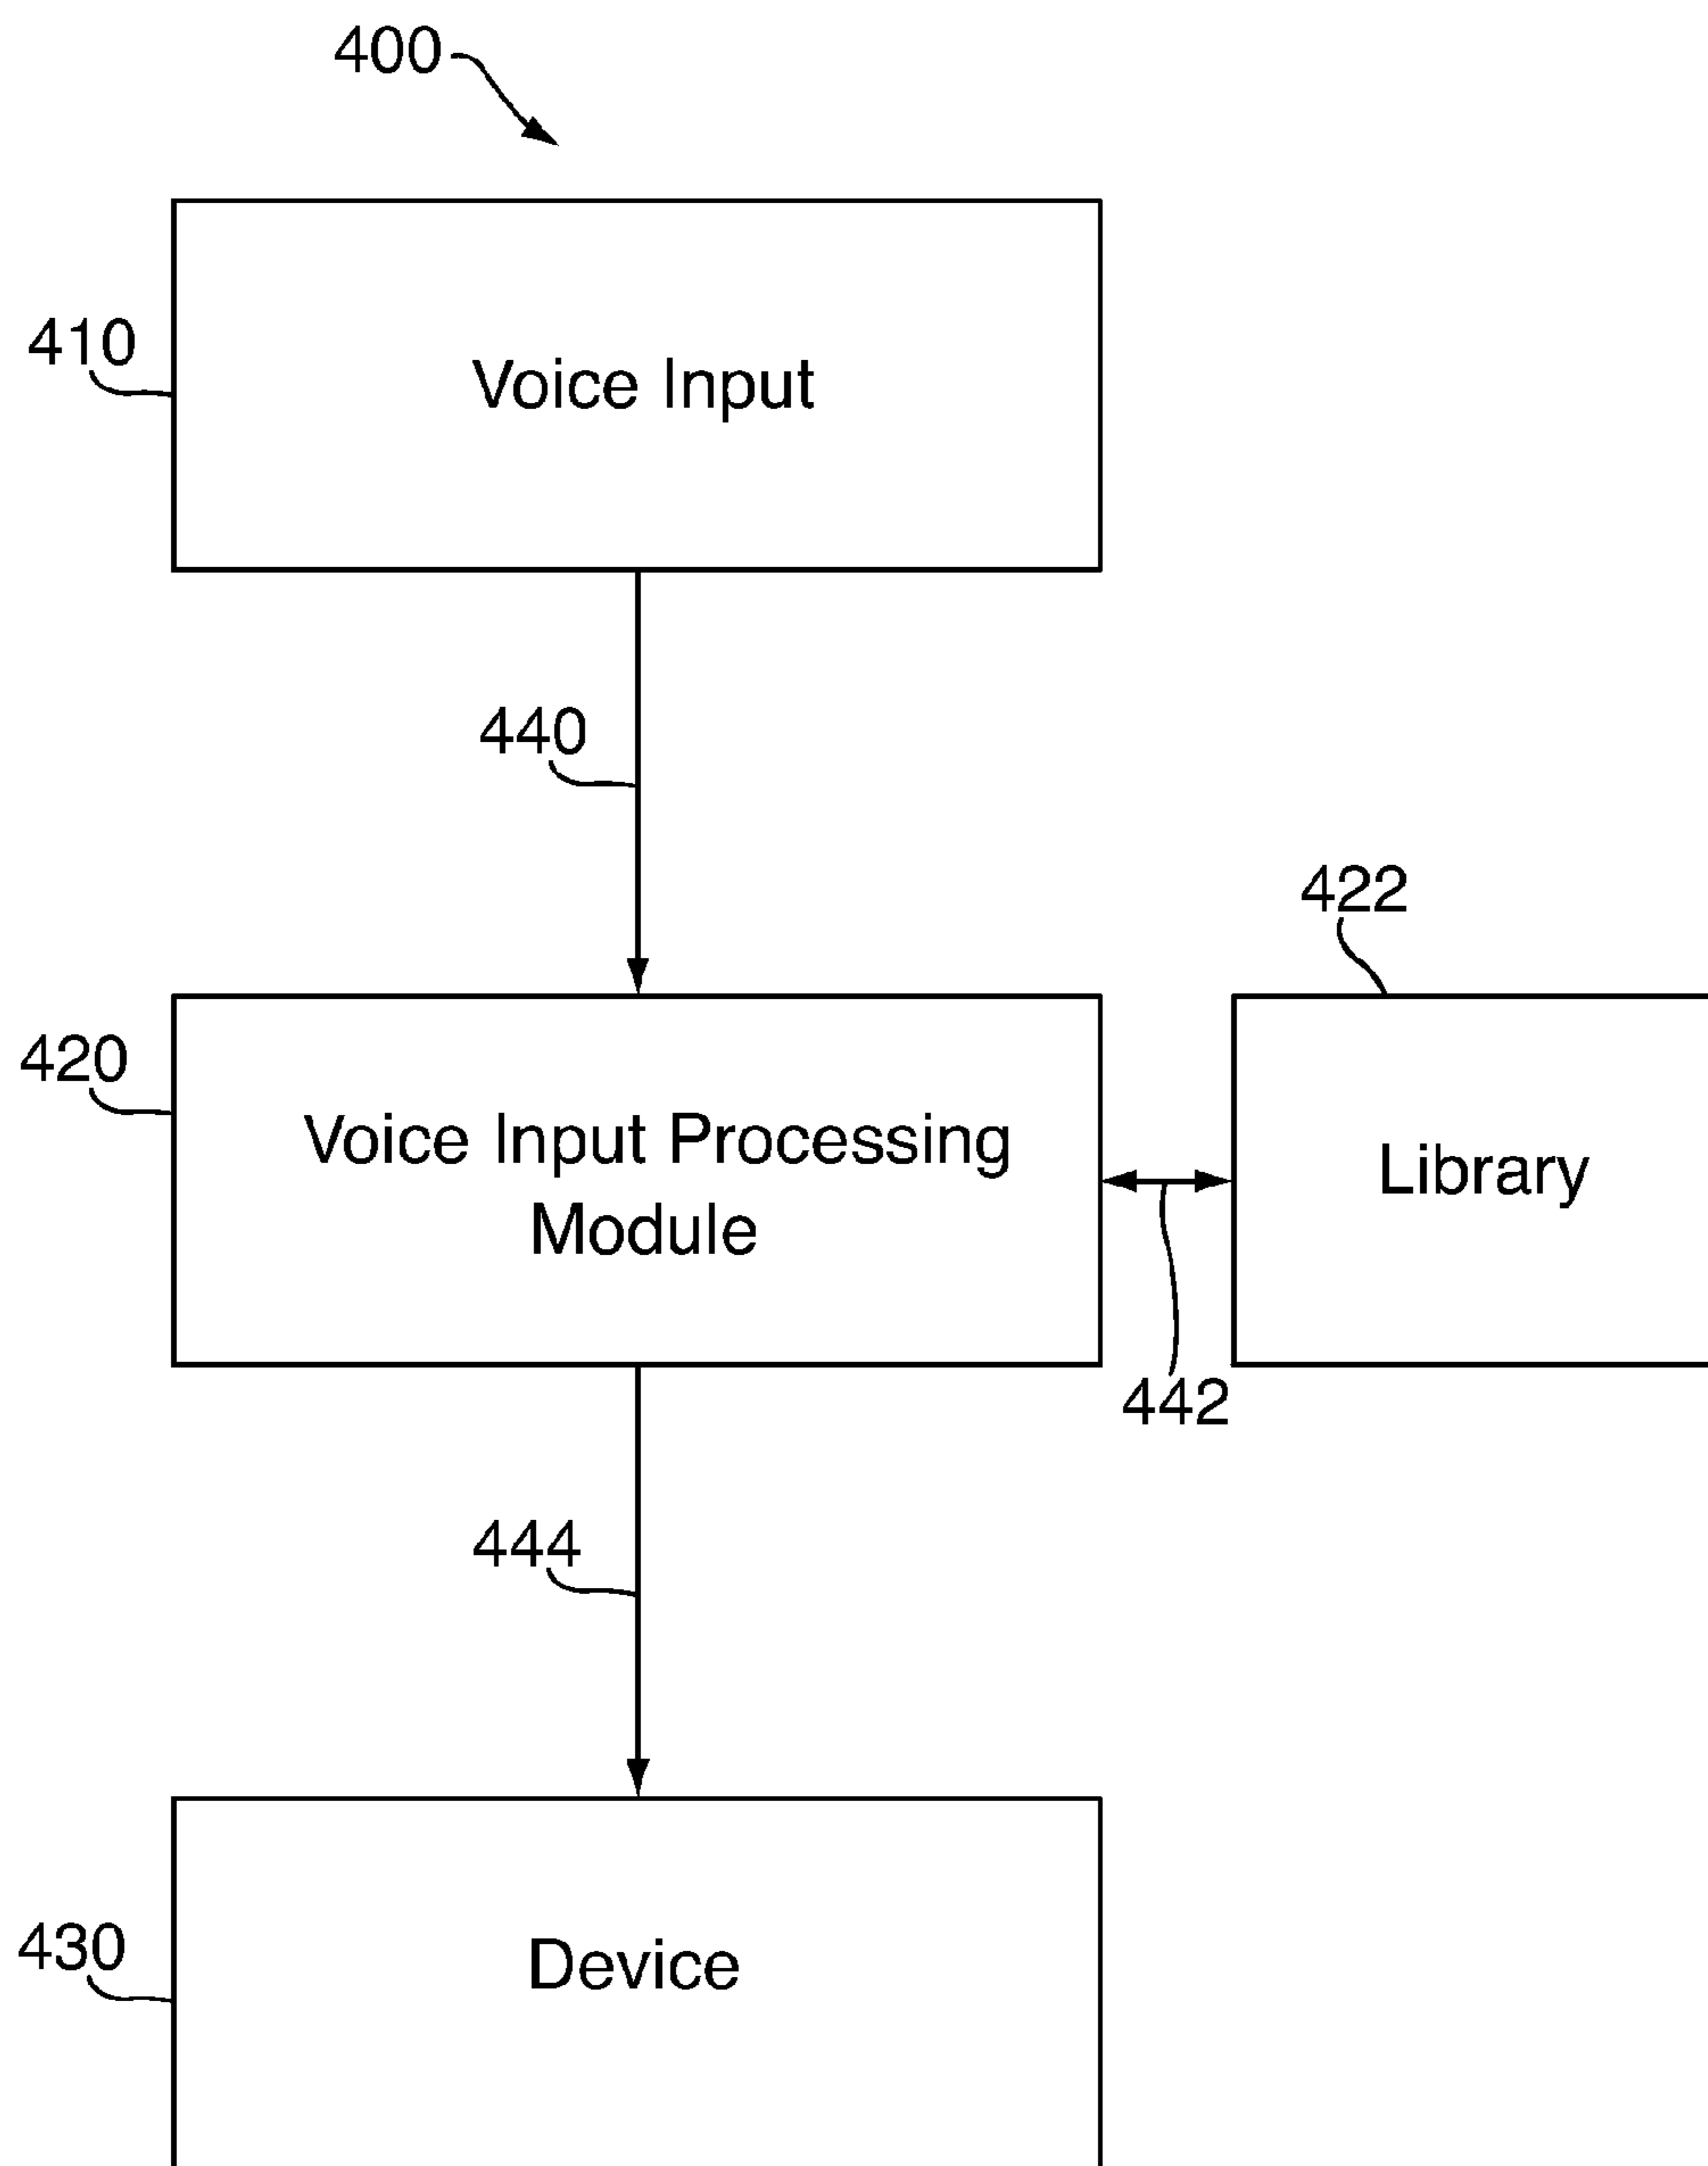 400
410
Voice Input
440
422
420
Voice Input Processing
Module
Library
442
444
430
Device